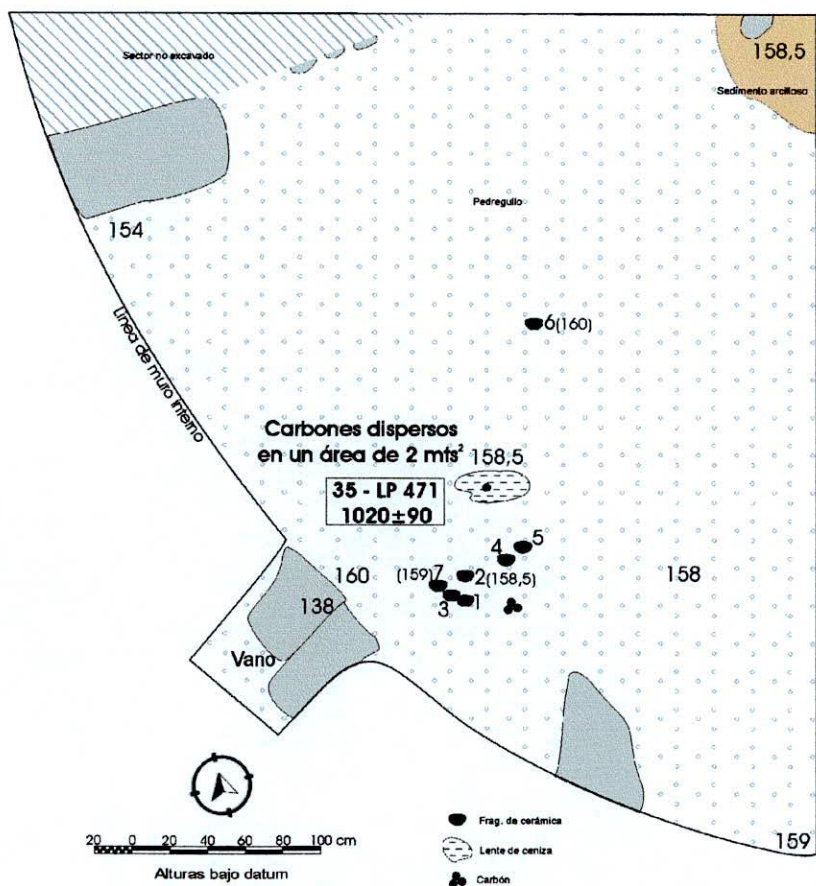 Sector no excavado
158,5
Sedimento arcilloso
Pedregullo
154
6(160)
Línea de muro interno
Carbones dispersos
en un área de 2 mts²
158,5
35 - LP 471
1020±90
5
4
160
(159)7
2(158,5)
158
138
3
1
Vano
Frag. de cerámica
20 0 20 40 60 80 100 cm
159
Lente de ceniza
Alturas bajo datum
Carbón